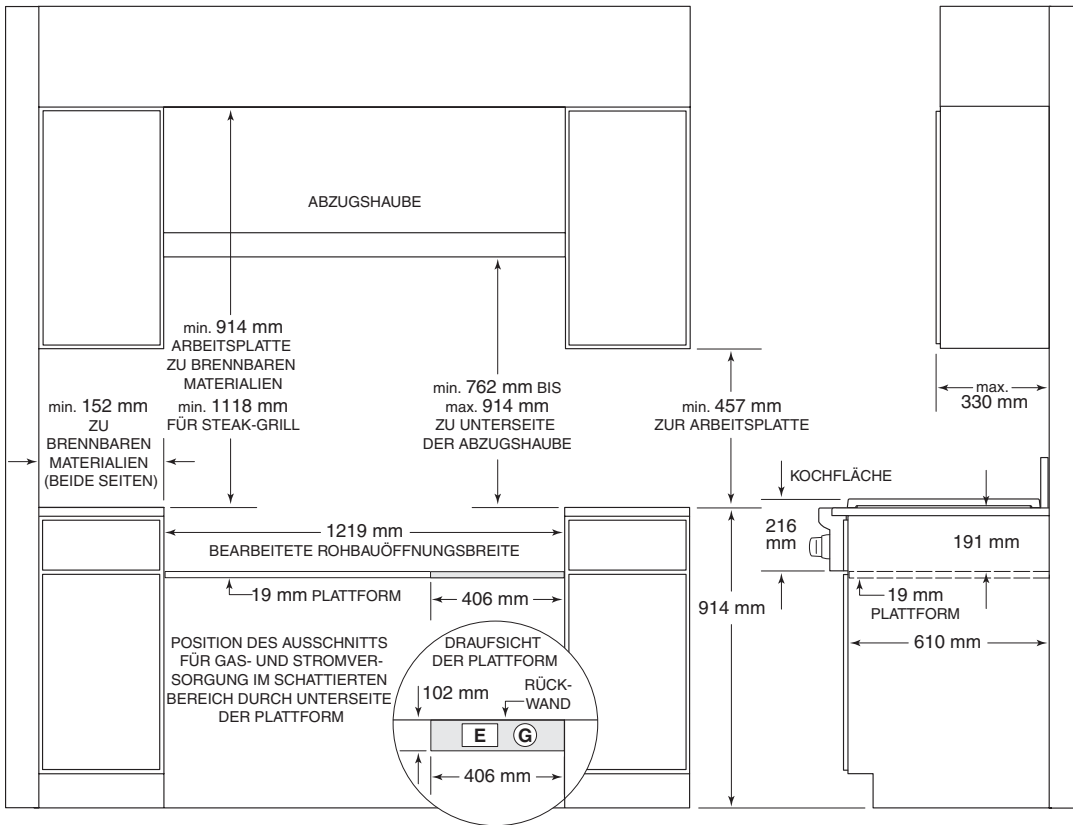 ABZUGSHAUBE
min. 914 mm
ARBEITSPLATTE
ZU BRENNBAREN
MATERIALIEN
min. 1118 mm
FÜR STEAK-GRILL
min. 152 mm
ZU
BRENNBAREN
MATERIALIEN
(BEIDE SEITEN)
min. 762 mm BIS
max. 914 mm
ZU UNTERSEITE
DER ABZUGSHAUBE
min. 457 mm
ZUR ARBEITSPLATTE
max.
330 mm
KOCHFLÄCHE
216
mm
191 mm
19 mm
PLATTFORM
610 mm
914 mm
1219 mm
BEARBEITETE ROHBAUÖFFNUNGSBREITE
19 mm PLATTFORM
406 mm
POSITION DES AUSSCHNITTS
FÜR GAS- UND STROMVER-
SORGUNG IM SCHATTIERTEN
BEREICH DURCH UNTERSEITE
DER PLATTFORM
DRAUFSICHT
DER PLATTFORM
102 mm
RÜCK-
WAND
E G
406 mm